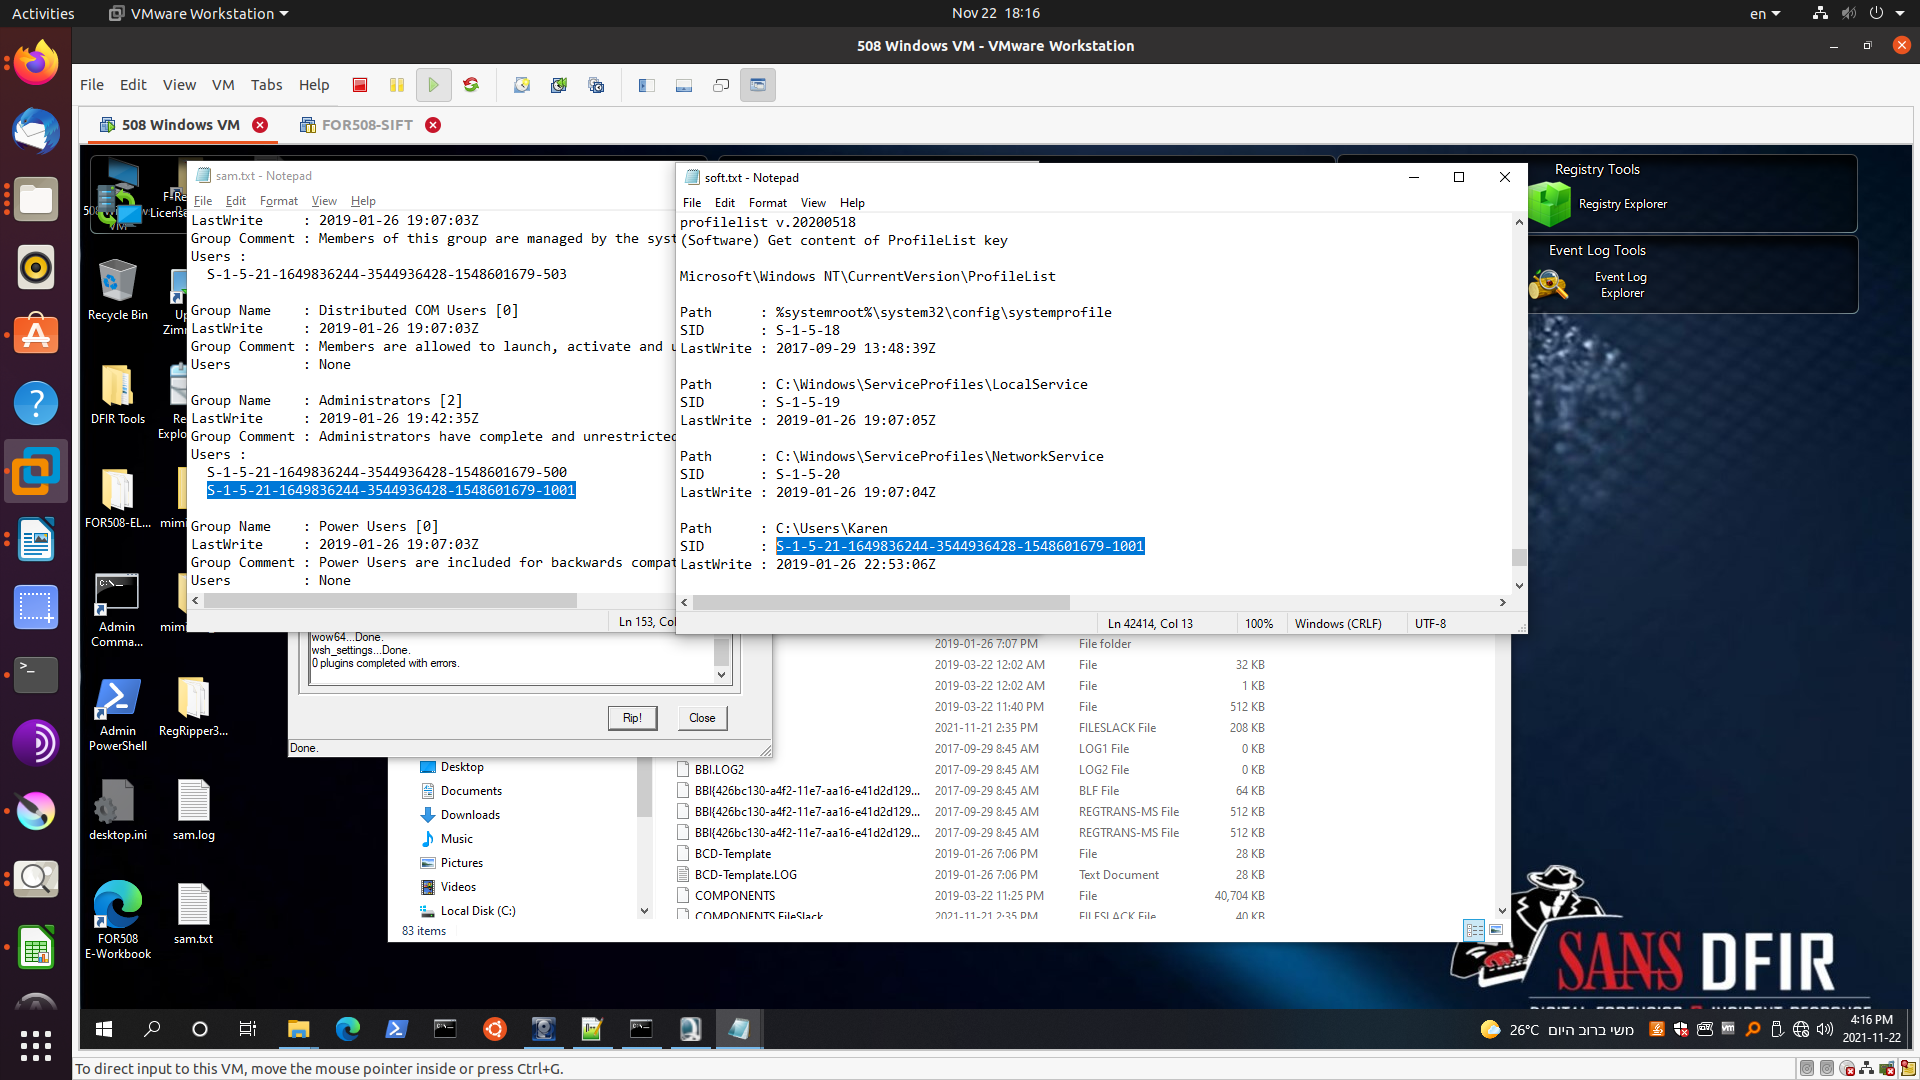 Activities
VMware Workstation
Nov 22 18:16
en
508 Windows VM - VMware Workstation
File Edit View VM Tabs Help
508 Windows VM
FOR508-SIFT
sam.txt - Notepad
File Edit Format View Help
LastWrite : 2019-01-26 19:07:03Z
Group Comment : Members of this group are managed by the syst
Users :
S-1-5-21-1649836244-3544936428-1548601679-503
Group Name : Distributed COM Users [0]
LastWrite : 2019-01-26 19:07:03Z
Group Comment : Members are allowed to launch, activate and u
Users : None
Group Name : Administrators [2]
LastWrite : 2019-01-26 19:42:35Z
Group Comment : Administrators have complete and unrestricted
Users :
S-1-5-21-1649836244-3544936428-1548601679-500
S-1-5-21-1649836244-3544936428-1548601679-1001
Group Name : Power Users [0]
LastWrite : 2019-01-26 19:07:03Z
Group Comment : Power Users are included for backwards compat
Users : None
Ln 153, Col
soft.txt - Notepad
File Edit Format View Help
profilelist v.20200518
(Software) Get content of ProfileList key
Microsoft\Windows NT\CurrentVersion\ProfileList
Path : %systemroot%\system32\config\systemprofile
SID : S-1-5-18
LastWrite : 2017-09-29 13:48:39Z
Path : C:\Windows\ServiceProfiles\LocalService
SID : S-1-5-19
LastWrite : 2019-01-26 19:07:05Z
Path : C:\Windows\ServiceProfiles\NetworkService
SID : S-1-5-20
LastWrite : 2019-01-26 19:07:04Z
Path : C:\Users\Karen
SID : S-1-5-21-1649836244-3544936428-1548601679-1001
LastWrite : 2019-01-26 22:53:06Z
Ln 42414, Col 13 100% Windows (CRLF) UTF-8
Registry Tools
Registry Explorer
Event Log Tools
Event Log
Explorer
VM
F-Re
License
Recycle Bin
Up
Zimm
DFIR Tools
Re
Explo
FOR508-EL...
mimi
Admin
Comma...
mimi
Admin
PowerShell
RegRipper3...
desktop.ini
sam.log
FOR508
E-Workbook
sam.txt
wow64...Done.
wsh_settings...Done.
0 plugins completed with errors.
Rip! Close
Done.
Desktop
Documents
Downloads
Music
Pictures
Videos
Local Disk (C:)
83 items
2019-01-26 7:07 PM File folder
2019-03-22 12:02 AM File 32 KB
2019-03-22 12:02 AM File 1 KB
2019-03-22 11:40 PM File 512 KB
2021-11-21 2:35 PM FILESLACK File 208 KB
2017-09-29 8:45 AM LOG1 File 0 KB
BBI.LOG2 2017-09-29 8:45 AM LOG2 File 0 KB
BBI{426bc130-a4f2-11e7-aa16-e41d2d129... 2017-09-29 8:45 AM BLF File 64 KB
BBI{426bc130-a4f2-11e7-aa16-e41d2d129... 2017-09-29 8:45 AM REGTRANS-MS File 512 KB
BBI{426bc130-a4f2-11e7-aa16-e41d2d129... 2017-09-29 8:45 AM REGTRANS-MS File 512 KB
BCD-Template 2019-01-26 7:06 PM File 28 KB
BCD-Template.LOG 2019-01-26 7:06 PM Text Document 28 KB
COMPONENTS 2019-03-22 11:25 PM File 40,704 KB
COMPONENTS.FileSlack 2021-11-21 2:35 PM FILESLACK File 40 KB
SANS DFIR
DIGITAL FORENSICS INCIDENT RESPONSE
26°C משי ברוב היום
4:16 PM
2021-11-22
To direct input to this VM, move the mouse pointer inside or press Ctrl+G.